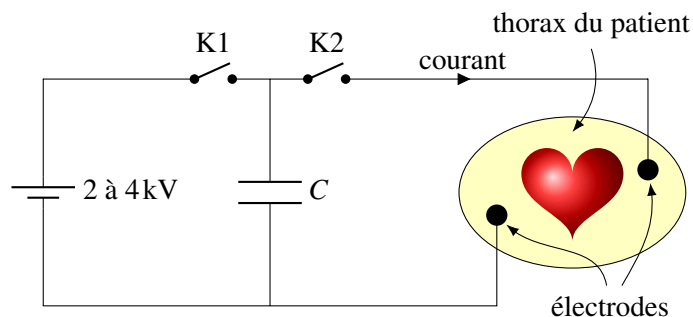 thorax du patient
K1
K2
courant
2 à 4 kV
C
électrodes